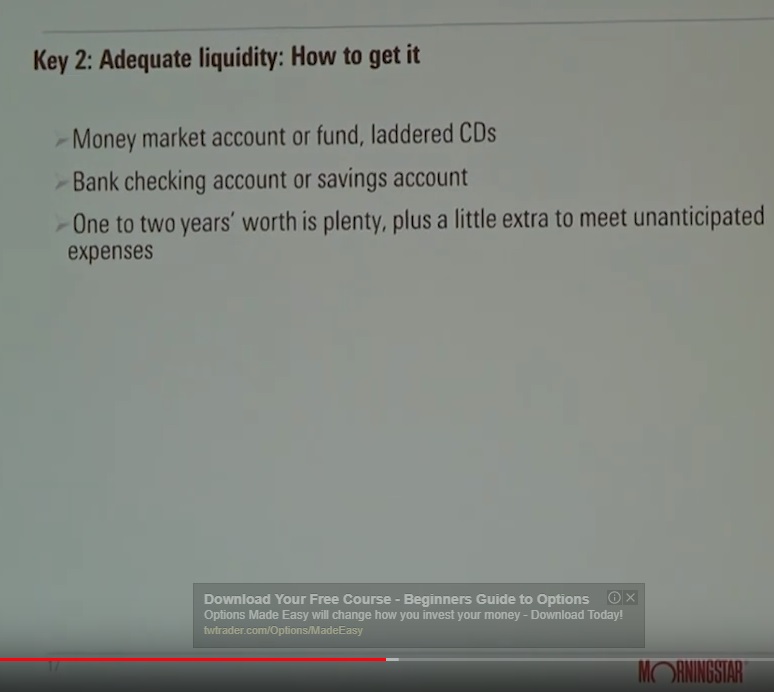 Key 2: Adequate liquidity: How to get it
Money market account or fund, laddered CDs
Bank checking account or savings account
One to two years' worth is plenty, plus a little extra to meet unanticipated
expenses
Download Your Free Course - Beginners Guide to Options
Options Made Easy will change how you invest your money - Download Today!
twtrader.com/Options/MadeEasy
17
MORNINGSTAR